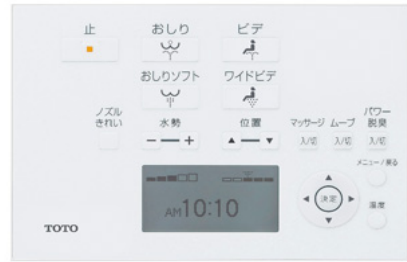 止
おしり
ビデ
おしりソフト
ワイドビデ
ノズル
きれい
水勢
− +
位置
▲ ▼
マッサージ
ムーブ
パワー
脱臭
入/切
入/切
入/切
メニュー/戻る
決定
温度
AM10:10
TOTO